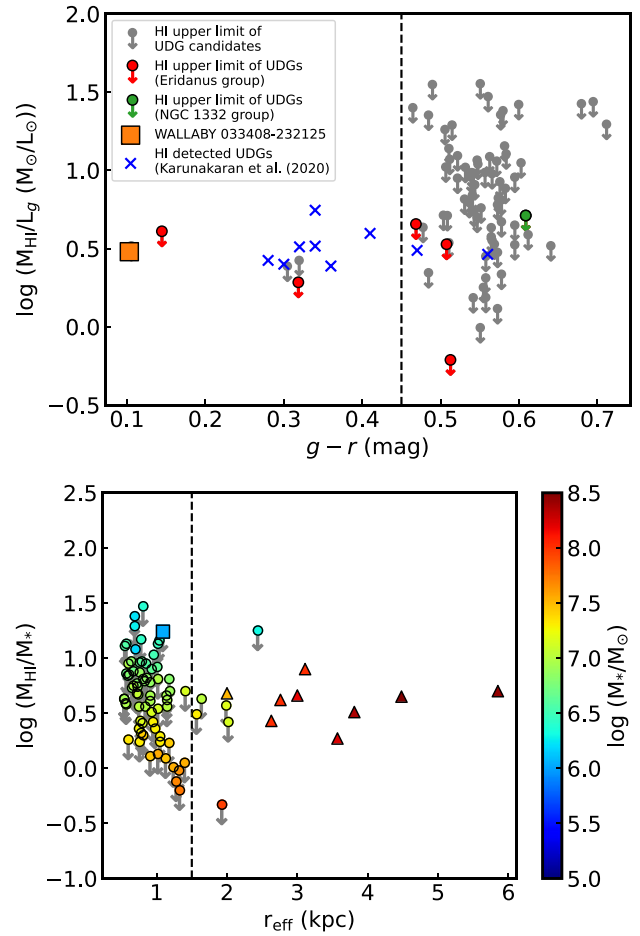 2.0
1.5
1.0
0.5
0.0
−0.5
log (M_HI/L_g (M_⊙/L_⊙))
HI upper limit of
UDG candidates
HI upper limit of UDGs
(Eridanus group)
HI upper limit of UDGs
(NGC 1332 group)
WALLABY 033408-232125
HI detected UDGs
(Karunakaran et al. (2020)
0.1 0.2 0.3 0.4 0.5 0.6 0.7
g − r (mag)
2.5
2.0
1.5
1.0
0.5
0.0
−0.5
−1.0
log (M_HI/M_*)
1 2 3 4 5 6
r_eff (kpc)
8.5
8.0
7.5
7.0
6.5
6.0
5.5
5.0
log (M_*/M_⊙)